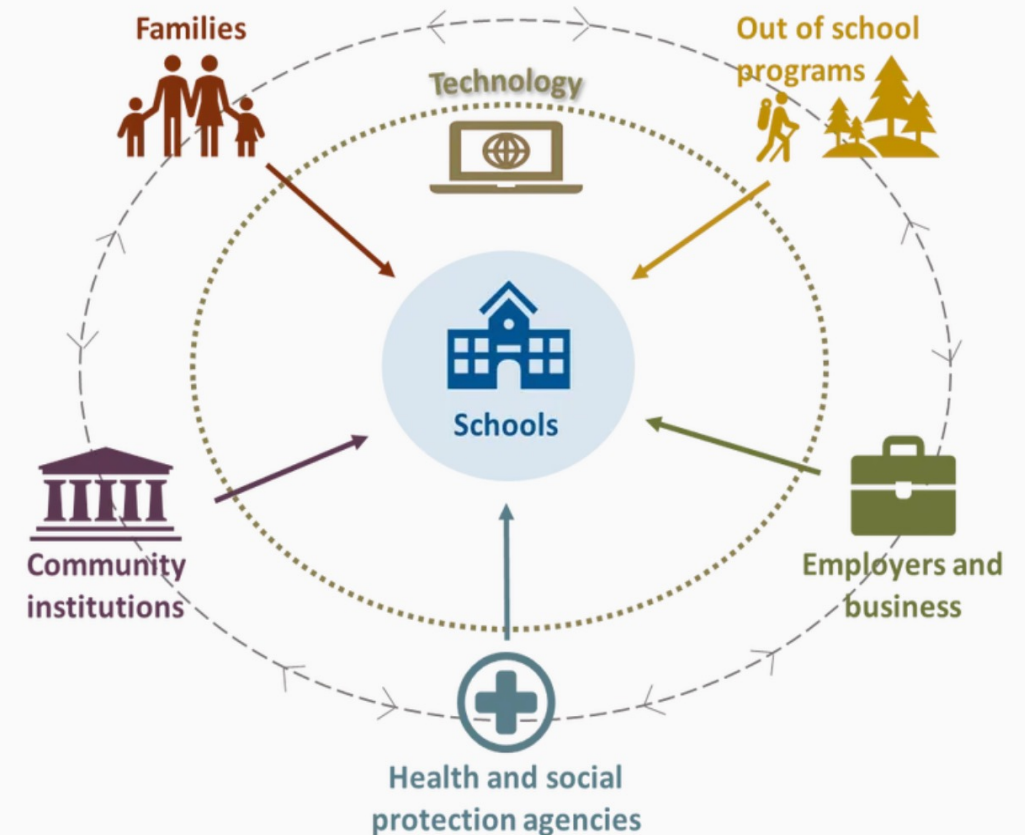 Families
Out of school
programs
Technology
Schools
Community
institutions
Employers and
business
Health and social
protection agencies